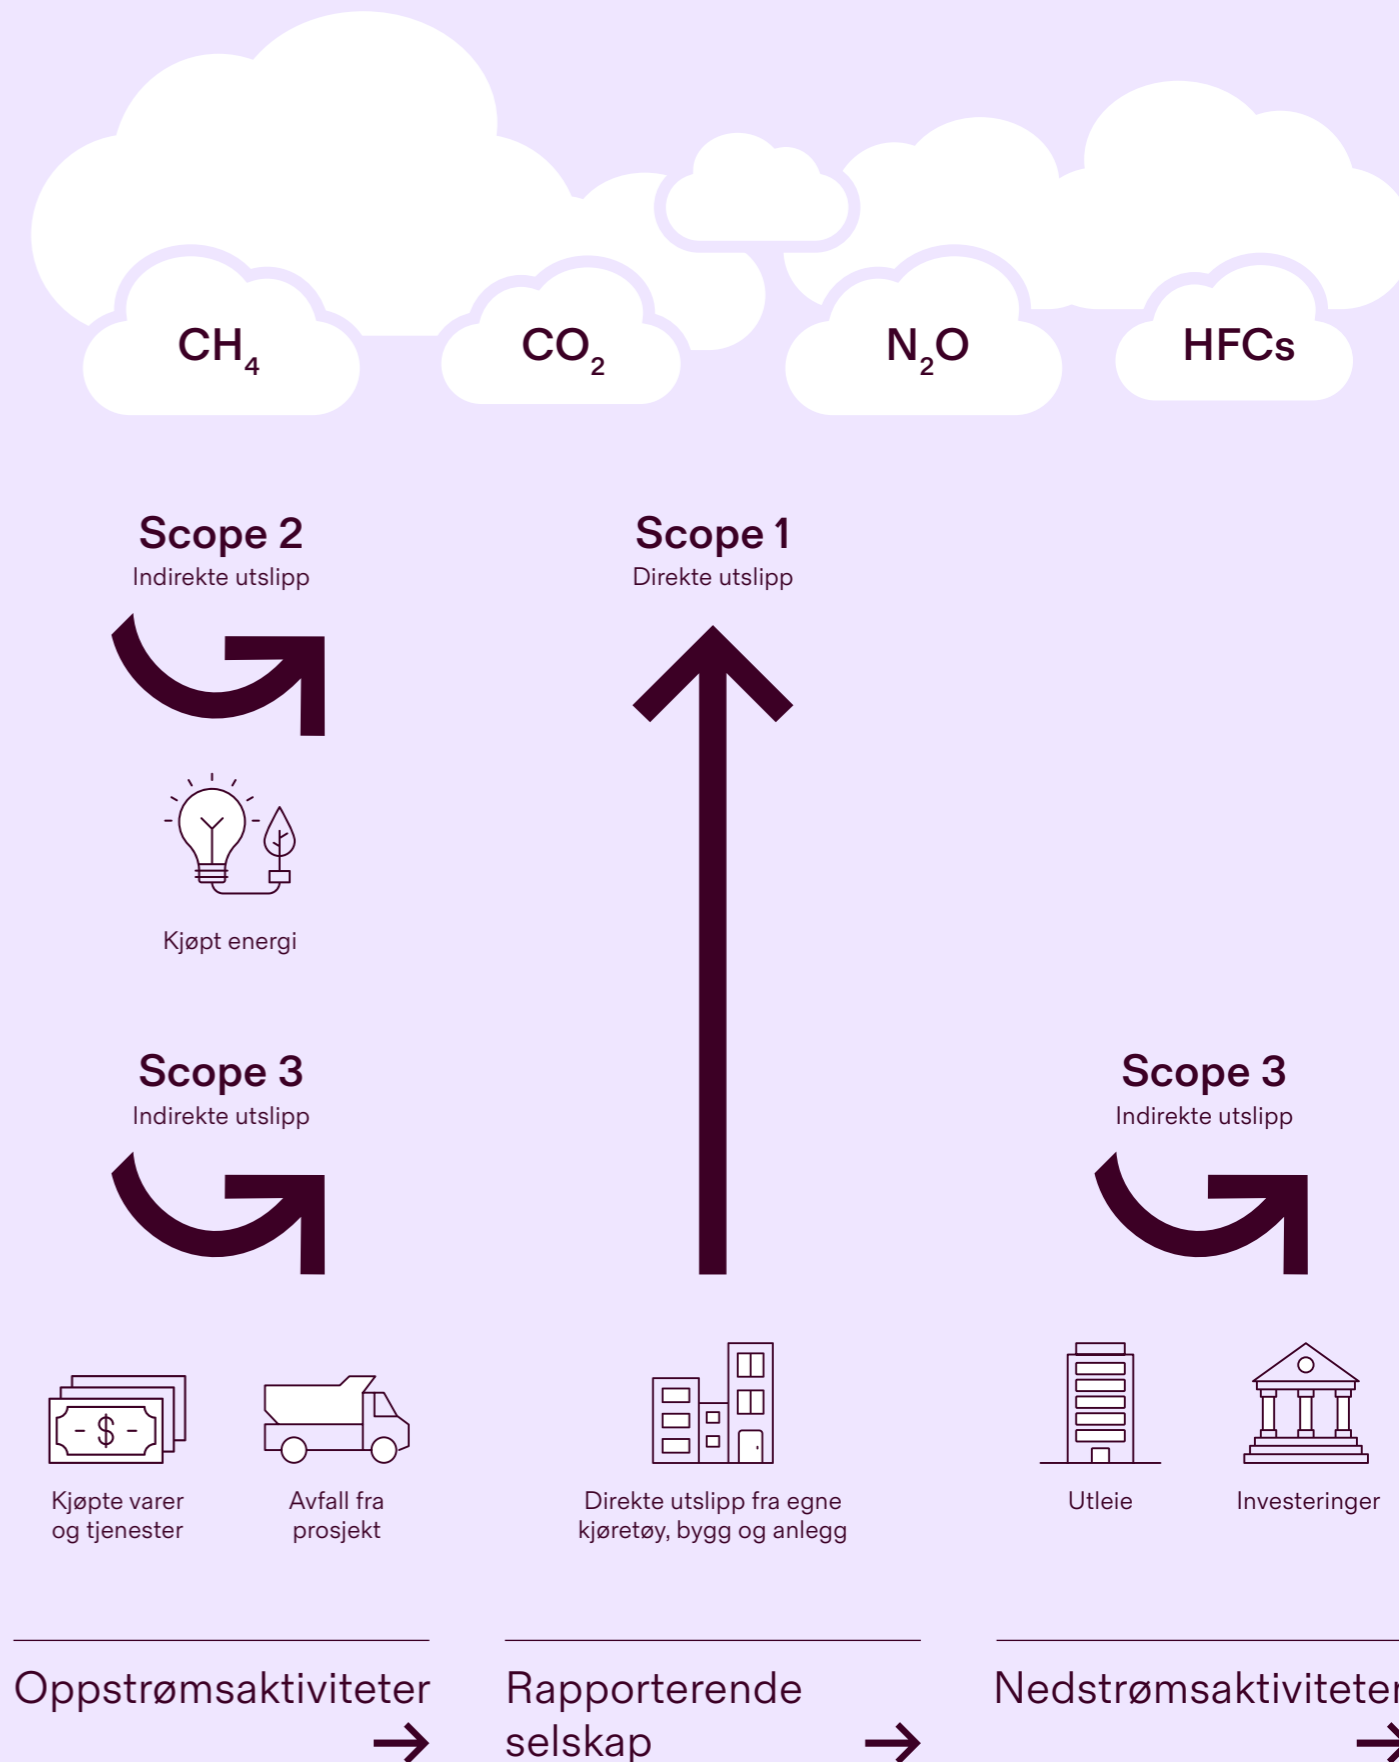 CH₄
CO₂
N₂O
HFCs
Scope 2
Indirekte utslipp
Scope 1
Direkte utslipp
Kjøpt energi
Scope 3
Indirekte utslipp
Scope 3
Indirekte utslipp
- $ -
Kjøpte varer
og tjenester
Avfall fra
prosjekt
Direkte utslipp fra egne
kjøretøy, bygg og anlegg
Utleie
Investeringer
Oppstrømsaktiviteter
Rapporterende
selskap
Nedstrømsaktiviteter